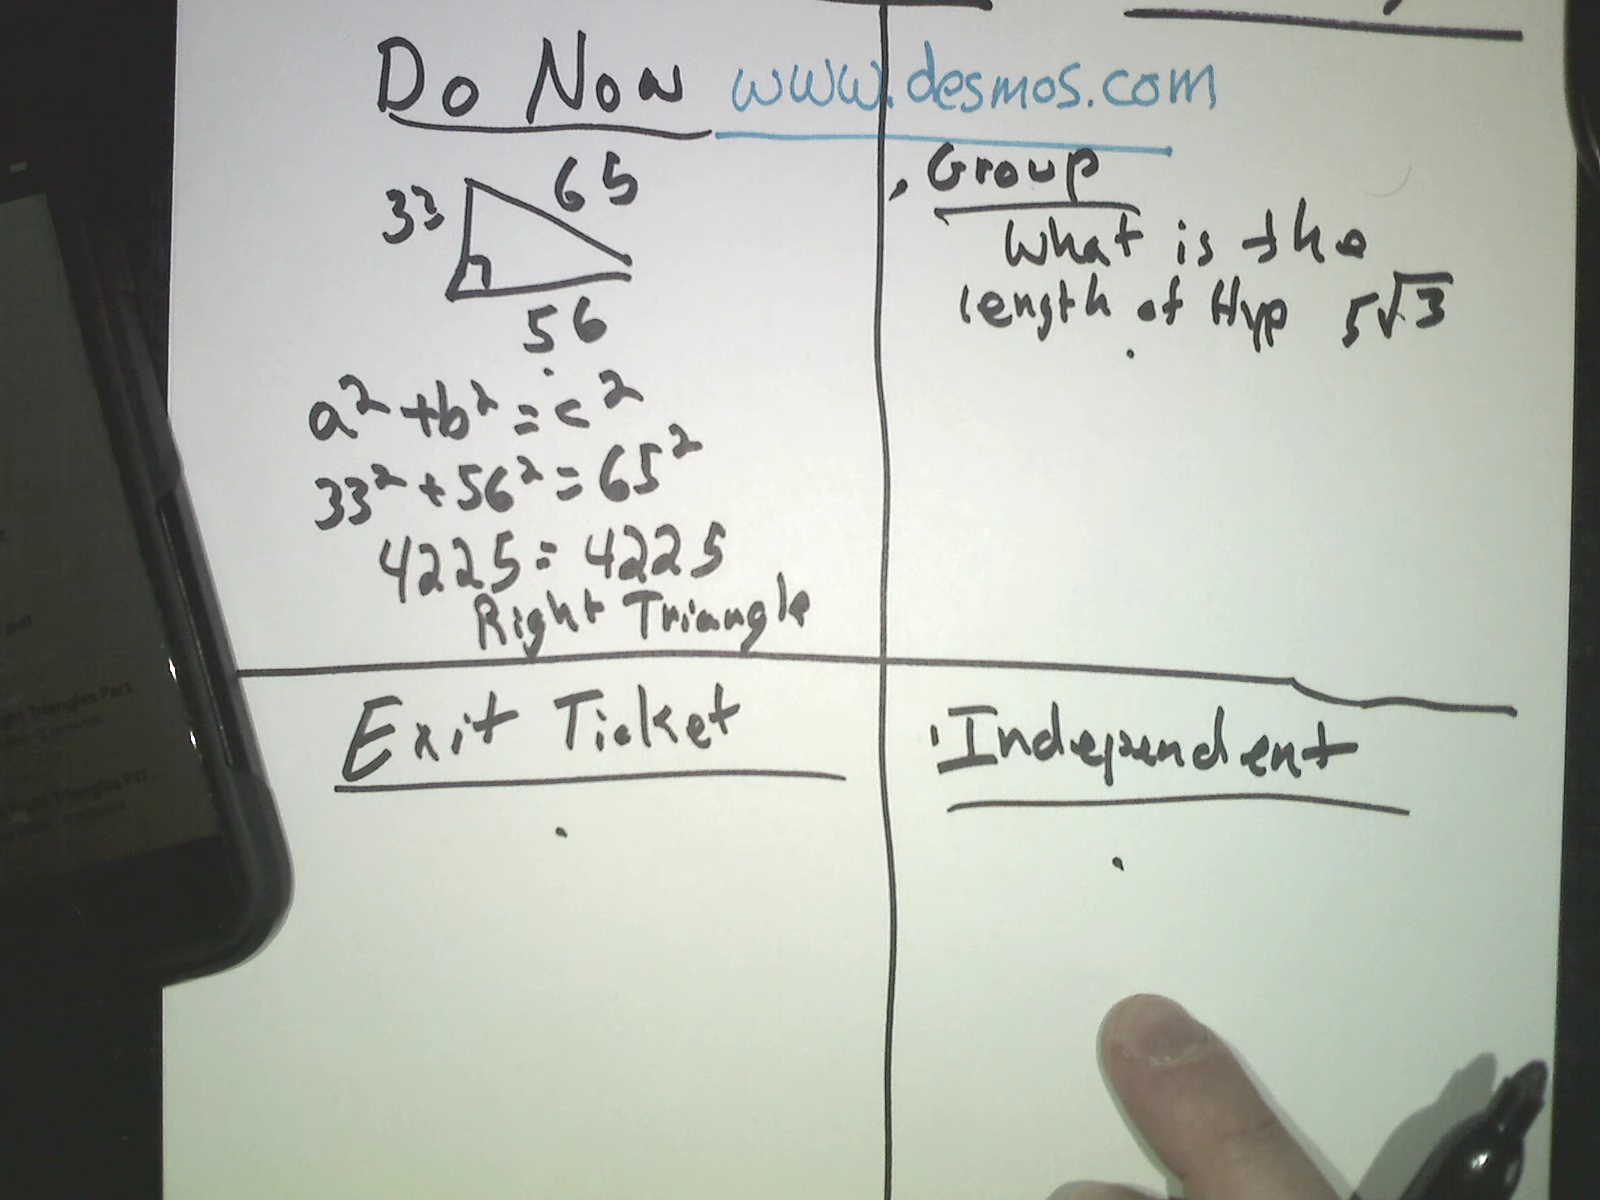 Do Now www.desmos.com
33
65
56
a² + b² = c²
33² + 56² = 65²
4225 = 4225
Right Triangle
Group
What is the
length of Hyp 5√3
Exit Ticket
Independent